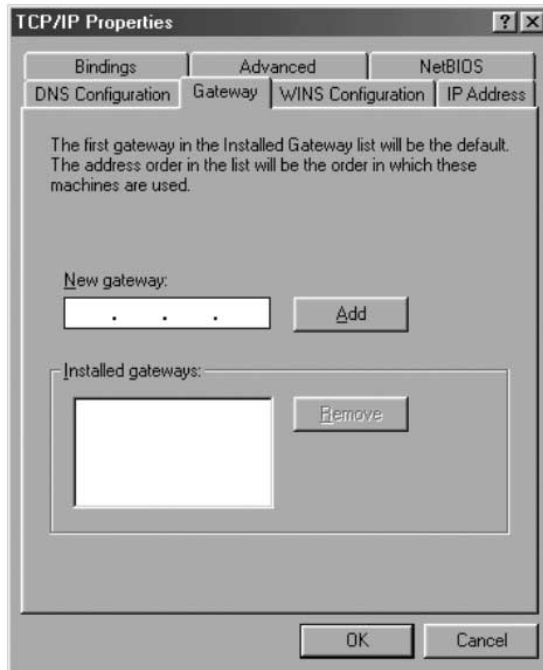 TCP/IP Properties
Bindings
Advanced
NetBIOS
DNS Configuration
Gateway
WINS Configuration
IP Address
The first gateway in the Installed Gateway list will be the default.
The address order in the list will be the order in which these
machines are used.
New gateway:
. . .
Add
Installed gateways:
Remove
OK
Cancel